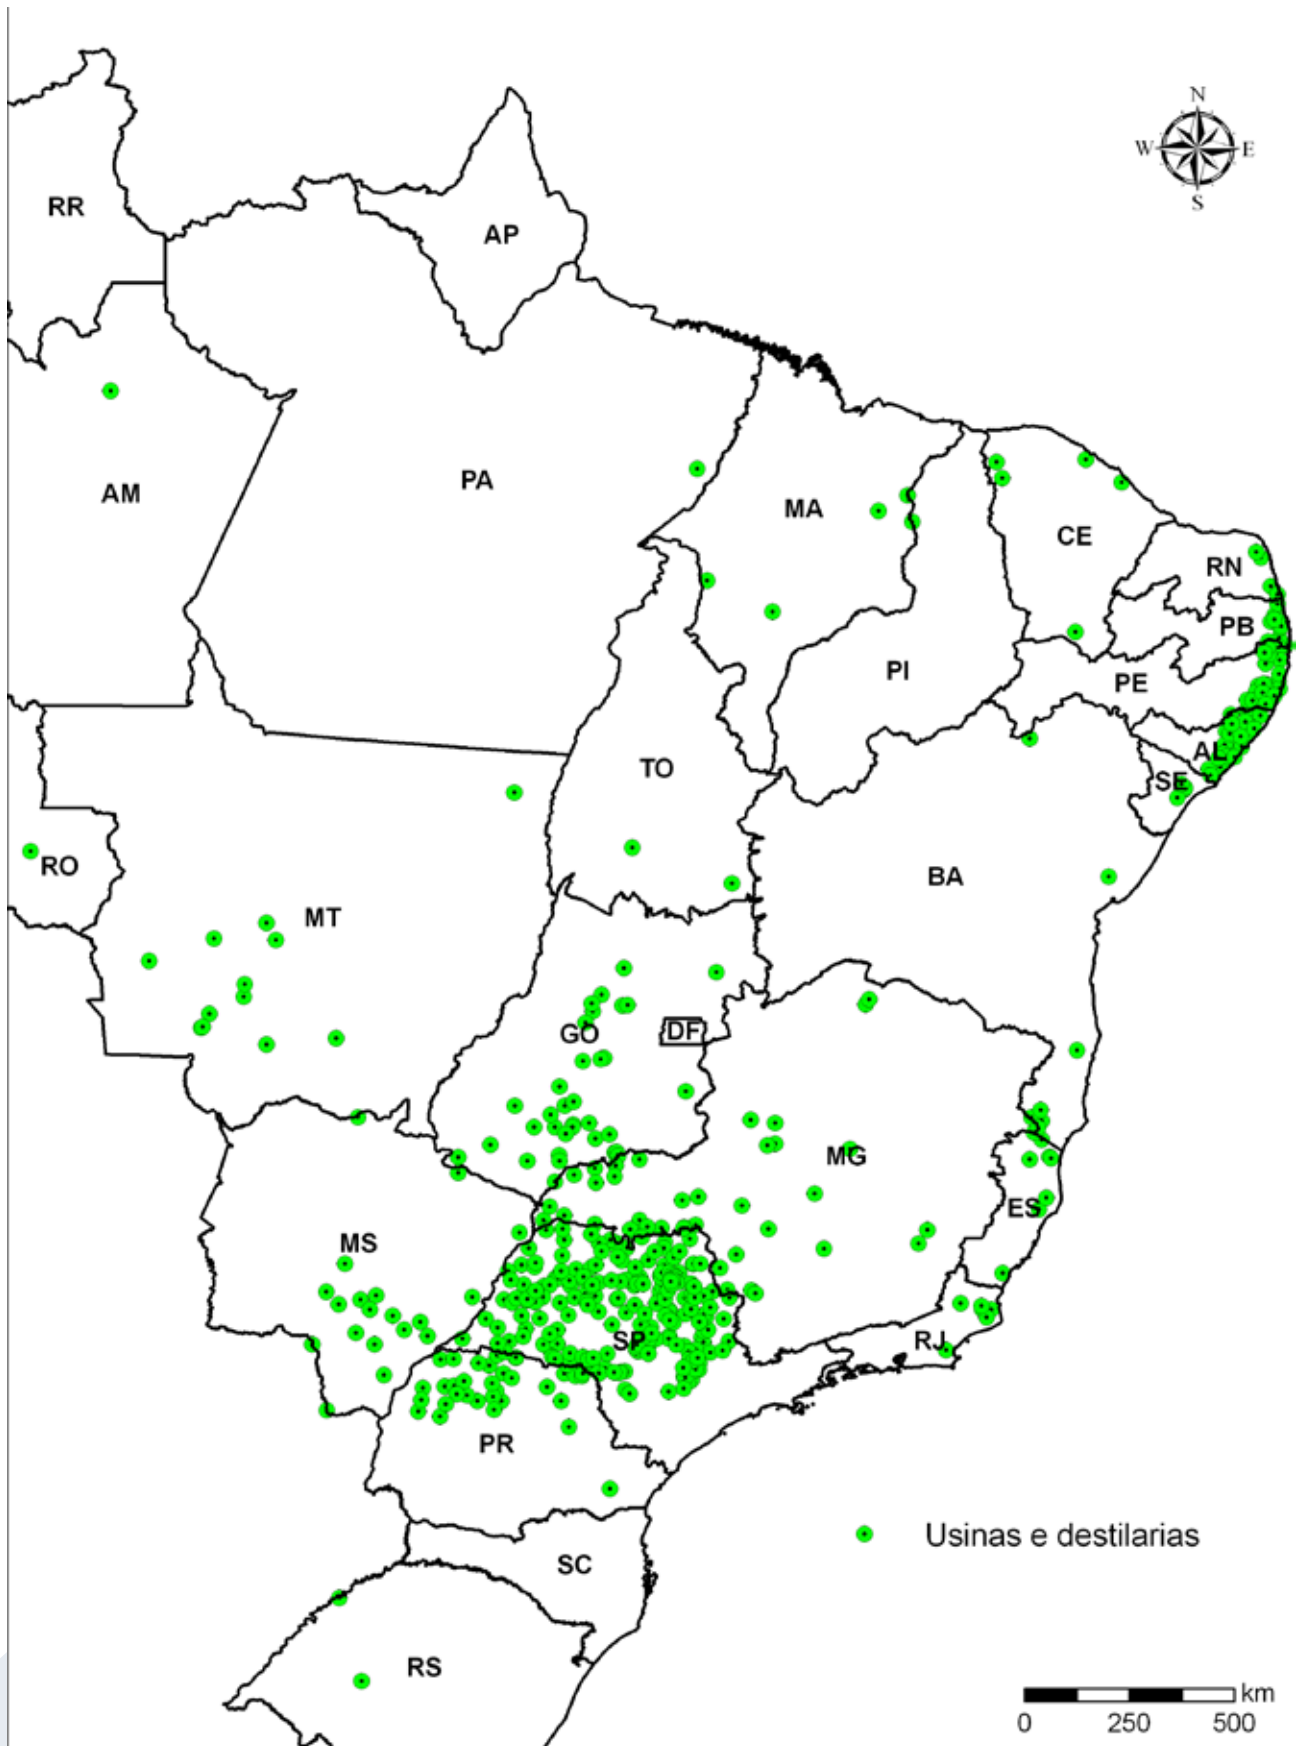 N
W E
S
RR
AP
AM
PA
MA
CE
RN
PB
PI
PE
TO
AL
SE
RO
BA
MT
GO
DF
MG
ES
MS
SP
RJ
PR
Usinas e destilarias
SC
RS
km
0 250 500